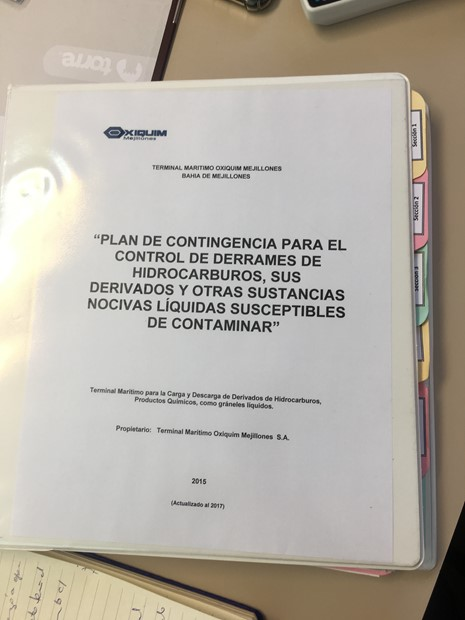 torre
OXIQUIM
Mejillones
TERMINAL MARITIMO OXIQUIM MEJILLONES
BAHIA DE MEJILLONES
“PLAN DE CONTINGENCIA PARA EL
CONTROL DE DERRAMES DE
HIDROCARBUROS, SUS
DERIVADOS Y OTRAS SUSTANCIAS
NOCIVAS LÍQUIDAS SUSCEPTIBLES
DE CONTAMINAR”
Terminal Marítimo para la Carga y Descarga de Derivados de Hidrocarburos,
Productos Químicos, como gráneles líquidos.
Propietario: Terminal Marítimo Oxiquim Mejillones S.A.
2015
(Actualizado al 2017)
Sección 1
Sección 2
Sección 3